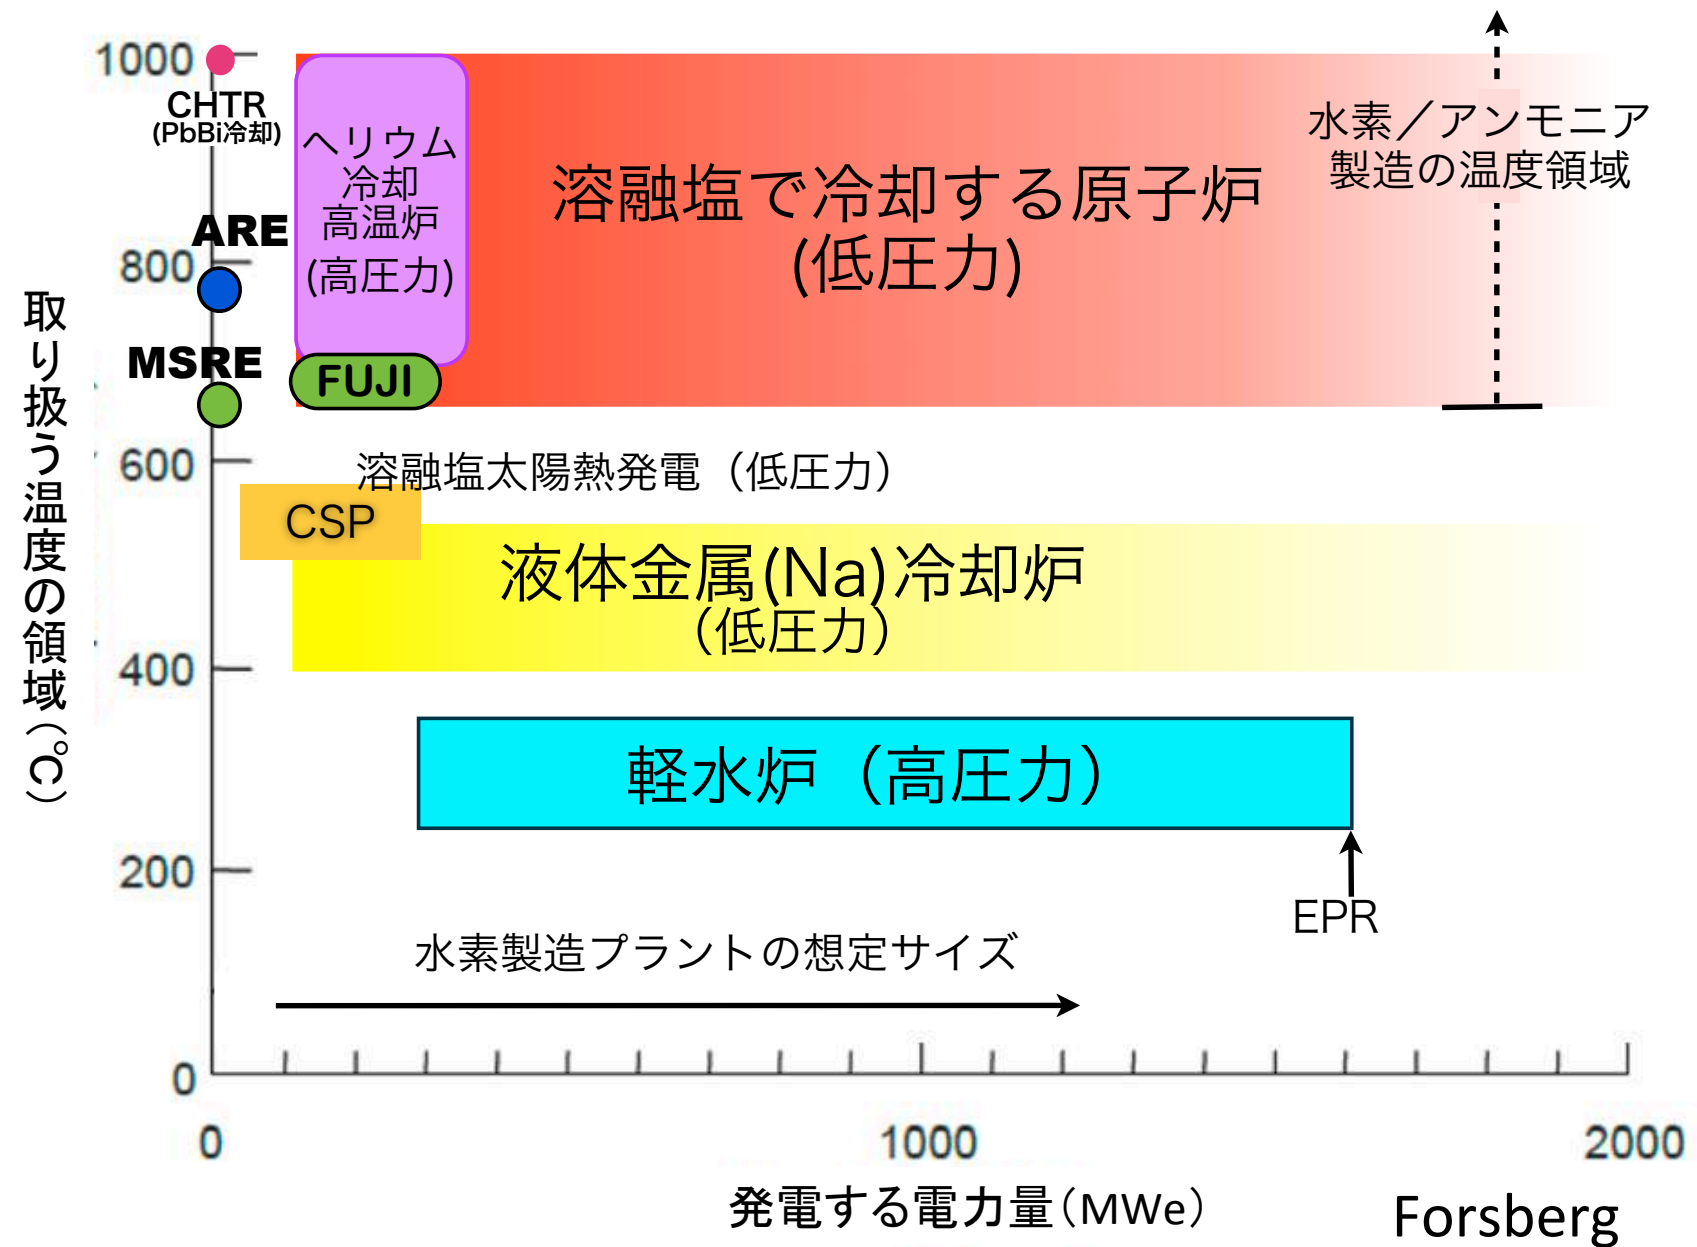 1000
CHTR
(PbBi冷却)
ヘリウム
冷却
高温炉
(高圧力)
溶融塩で冷却する原子炉
(低圧力)
水素／アンモニア
製造の温度領域
ARE
800
MSRE
FUJI
600
溶融塩太陽熱発電（低圧力）
CSP
液体金属(Na)冷却炉
（低圧力）
400
軽水炉（高圧力）
200
EPR
水素製造プラントの想定サイズ
0
0
1000
2000
取り扱う温度の領域（℃）
発電する電力量（MWe）
Forsberg